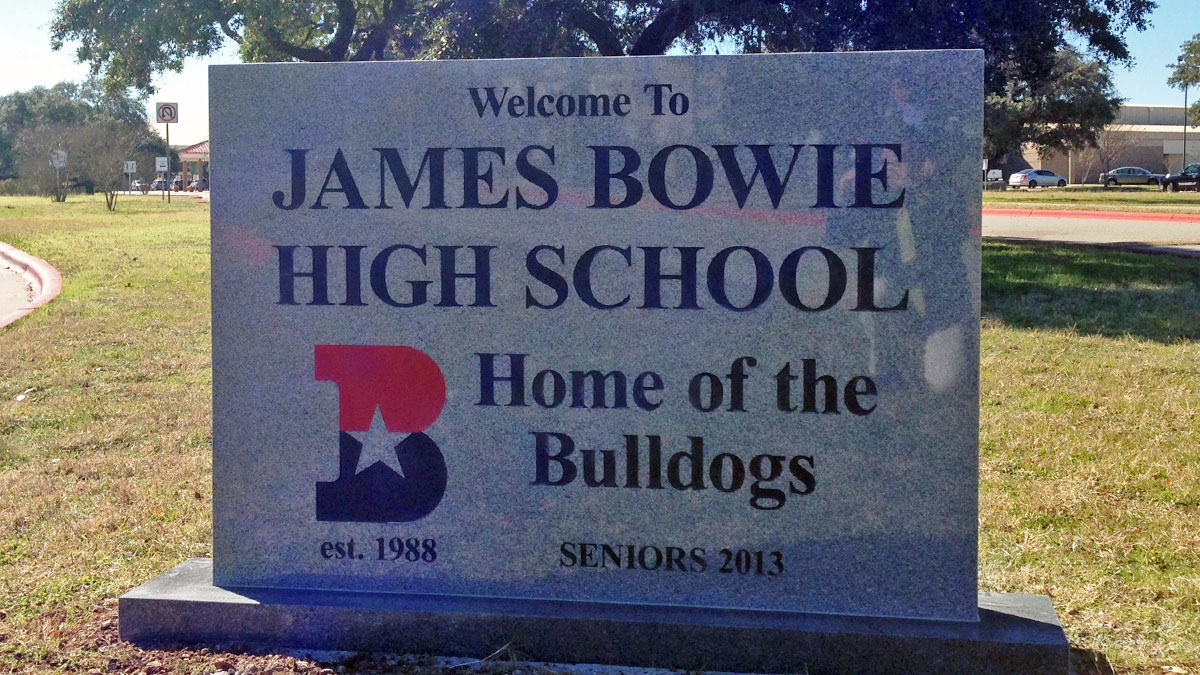 Welcome To
JAMES BOWIE
HIGH SCHOOL
B
Home of the
Bulldogs
est. 1988
SENIORS 2013